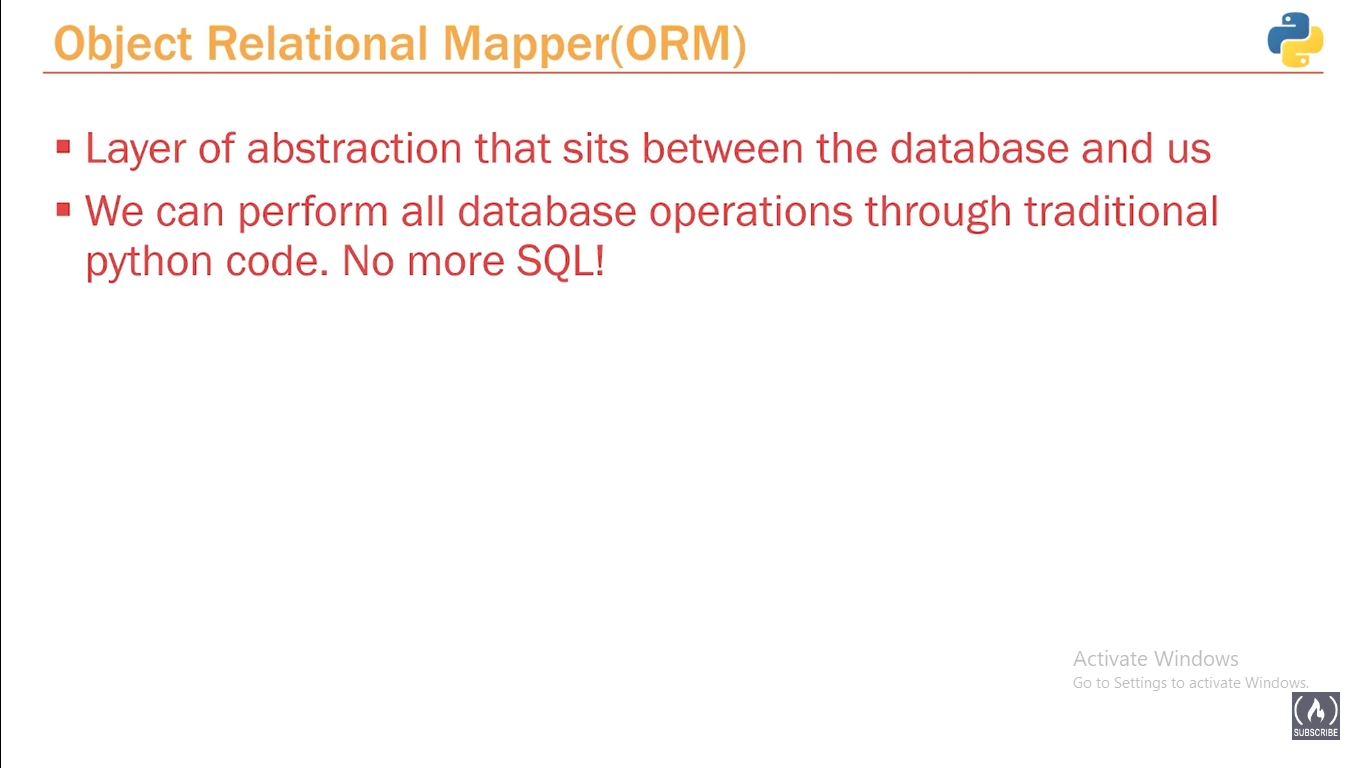 Object Relational Mapper(ORM)
▪ Layer of abstraction that sits between the database and us
▪ We can perform all database operations through traditional
python code. No more SQL!
Activate Windows
Go to Settings to activate Windows.
SUBSCRIBE